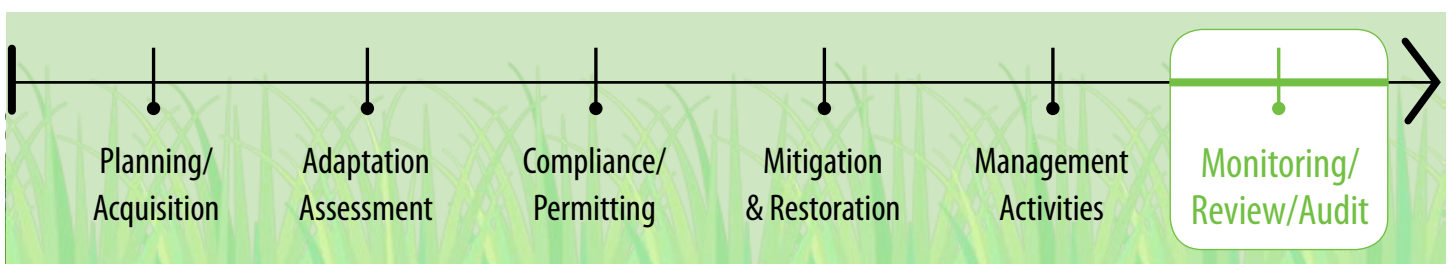 Planning/
Acquisition
Adaptation
Assessment
Compliance/
Permitting
Mitigation
& Restoration
Management
Activities
Monitoring/
Review/Audit